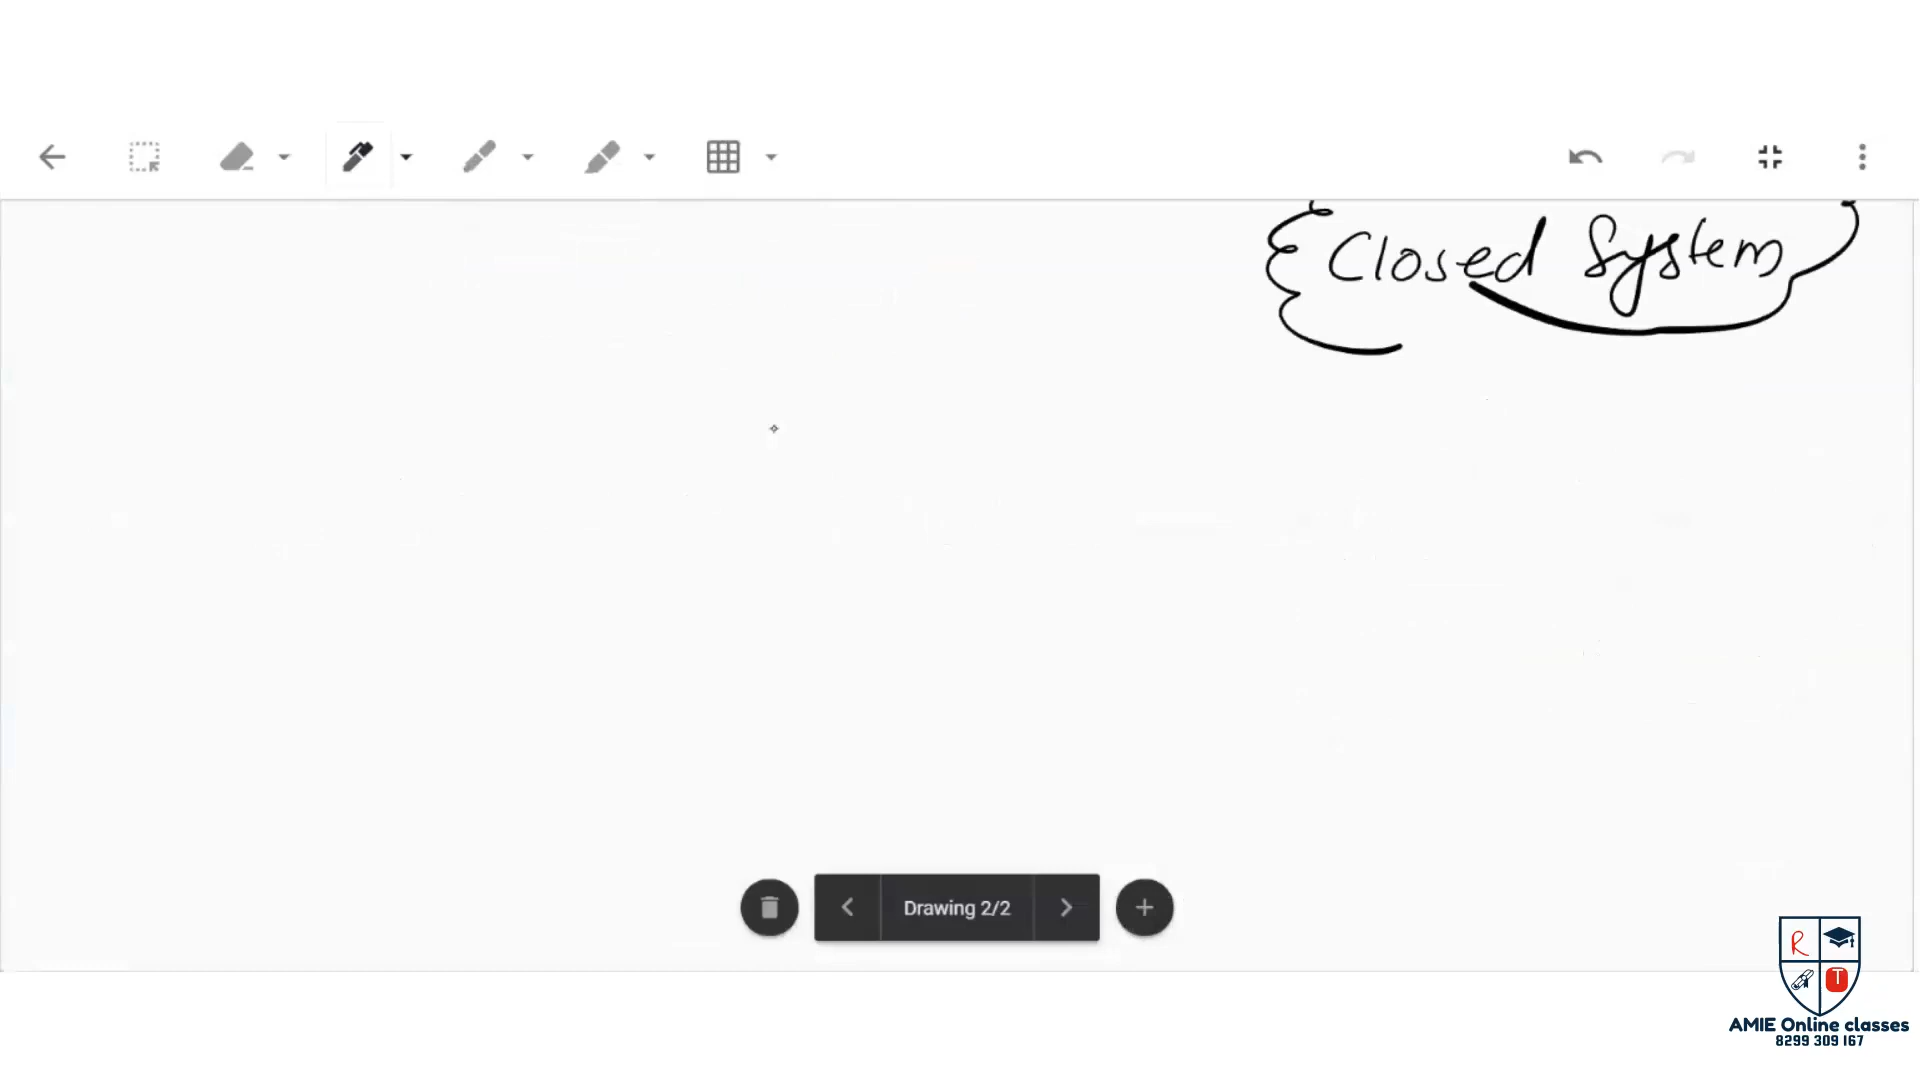 Closed System
Drawing 2/2
R
T
AMIE Online classes
8299 309 167